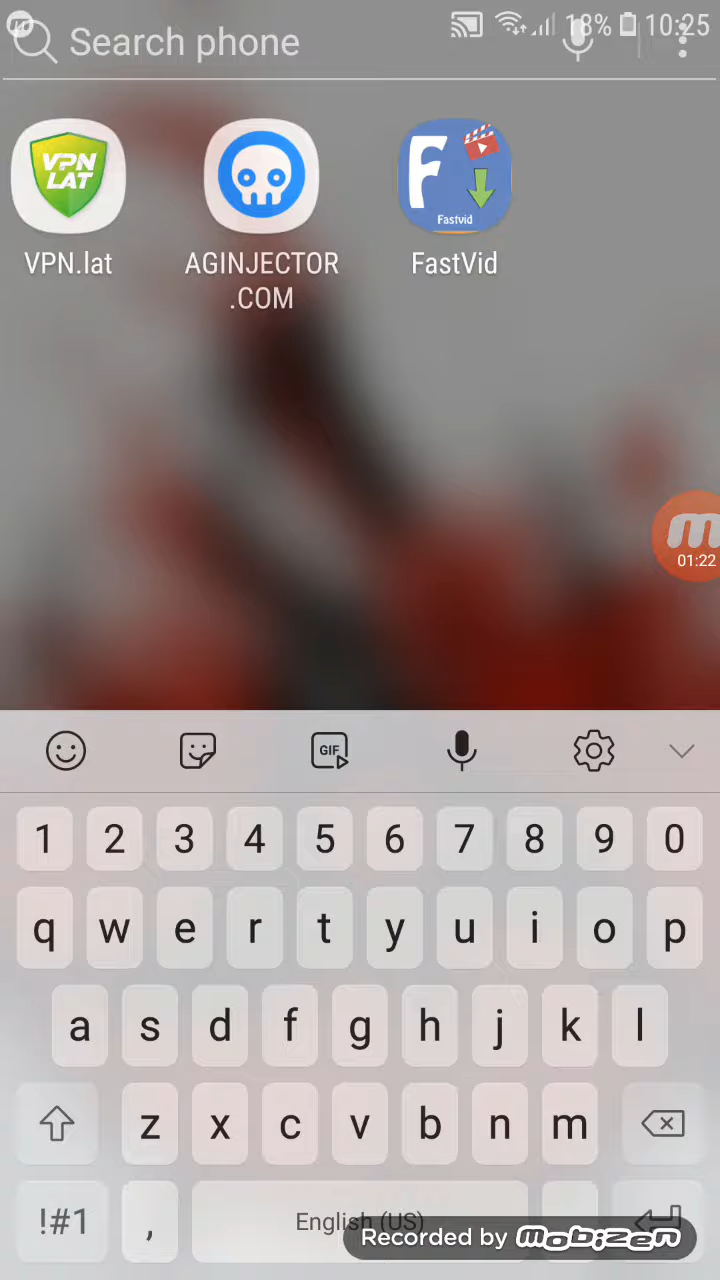 Search phone
18% 10:25
VPN
LAT
Fastvid
VPN.lat
AGINJECTOR
.COM
FastVid
01:22
GIF
1 2 3 4 5 6 7 8 9 0
q w e r t y u i o p
a s d f g h j k l
z x c v b n m
!#1 , English (US)
Recorded by mobizen